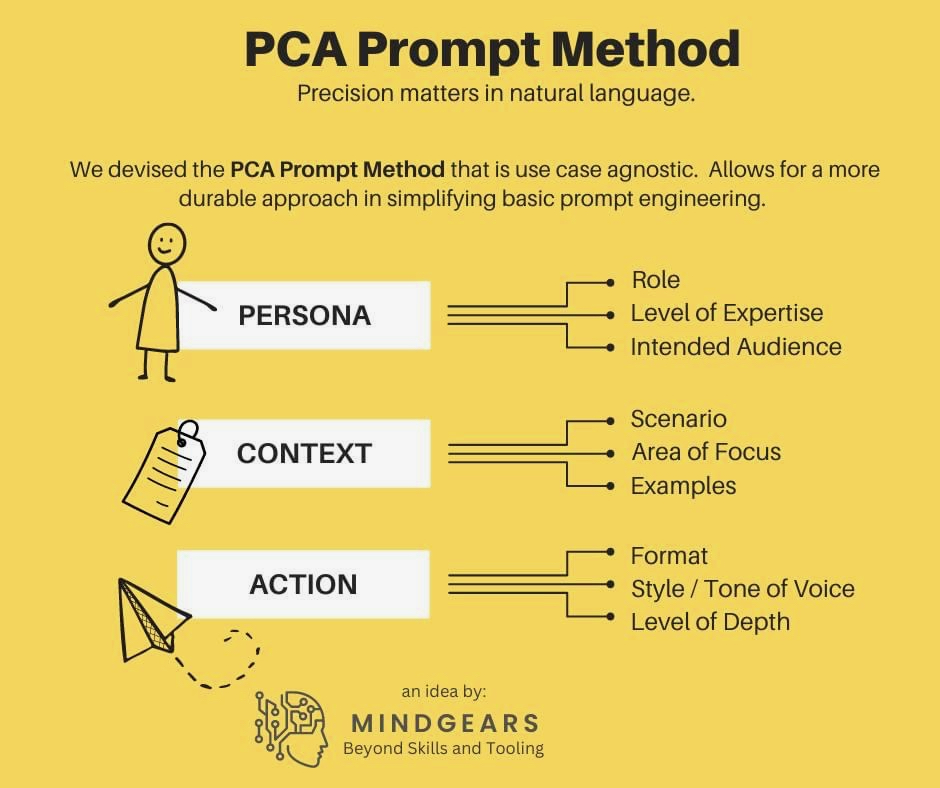 PCA Prompt Method
Precision matters in natural language.
We devised the PCA Prompt Method that is use case agnostic. Allows for a more
durable approach in simplifying basic prompt engineering.
PERSONA
Role
Level of Expertise
Intended Audience
CONTEXT
Scenario
Area of Focus
Examples
ACTION
Format
Style / Tone of Voice
Level of Depth
an idea by:
MINDGEARS
Beyond Skills and Tooling